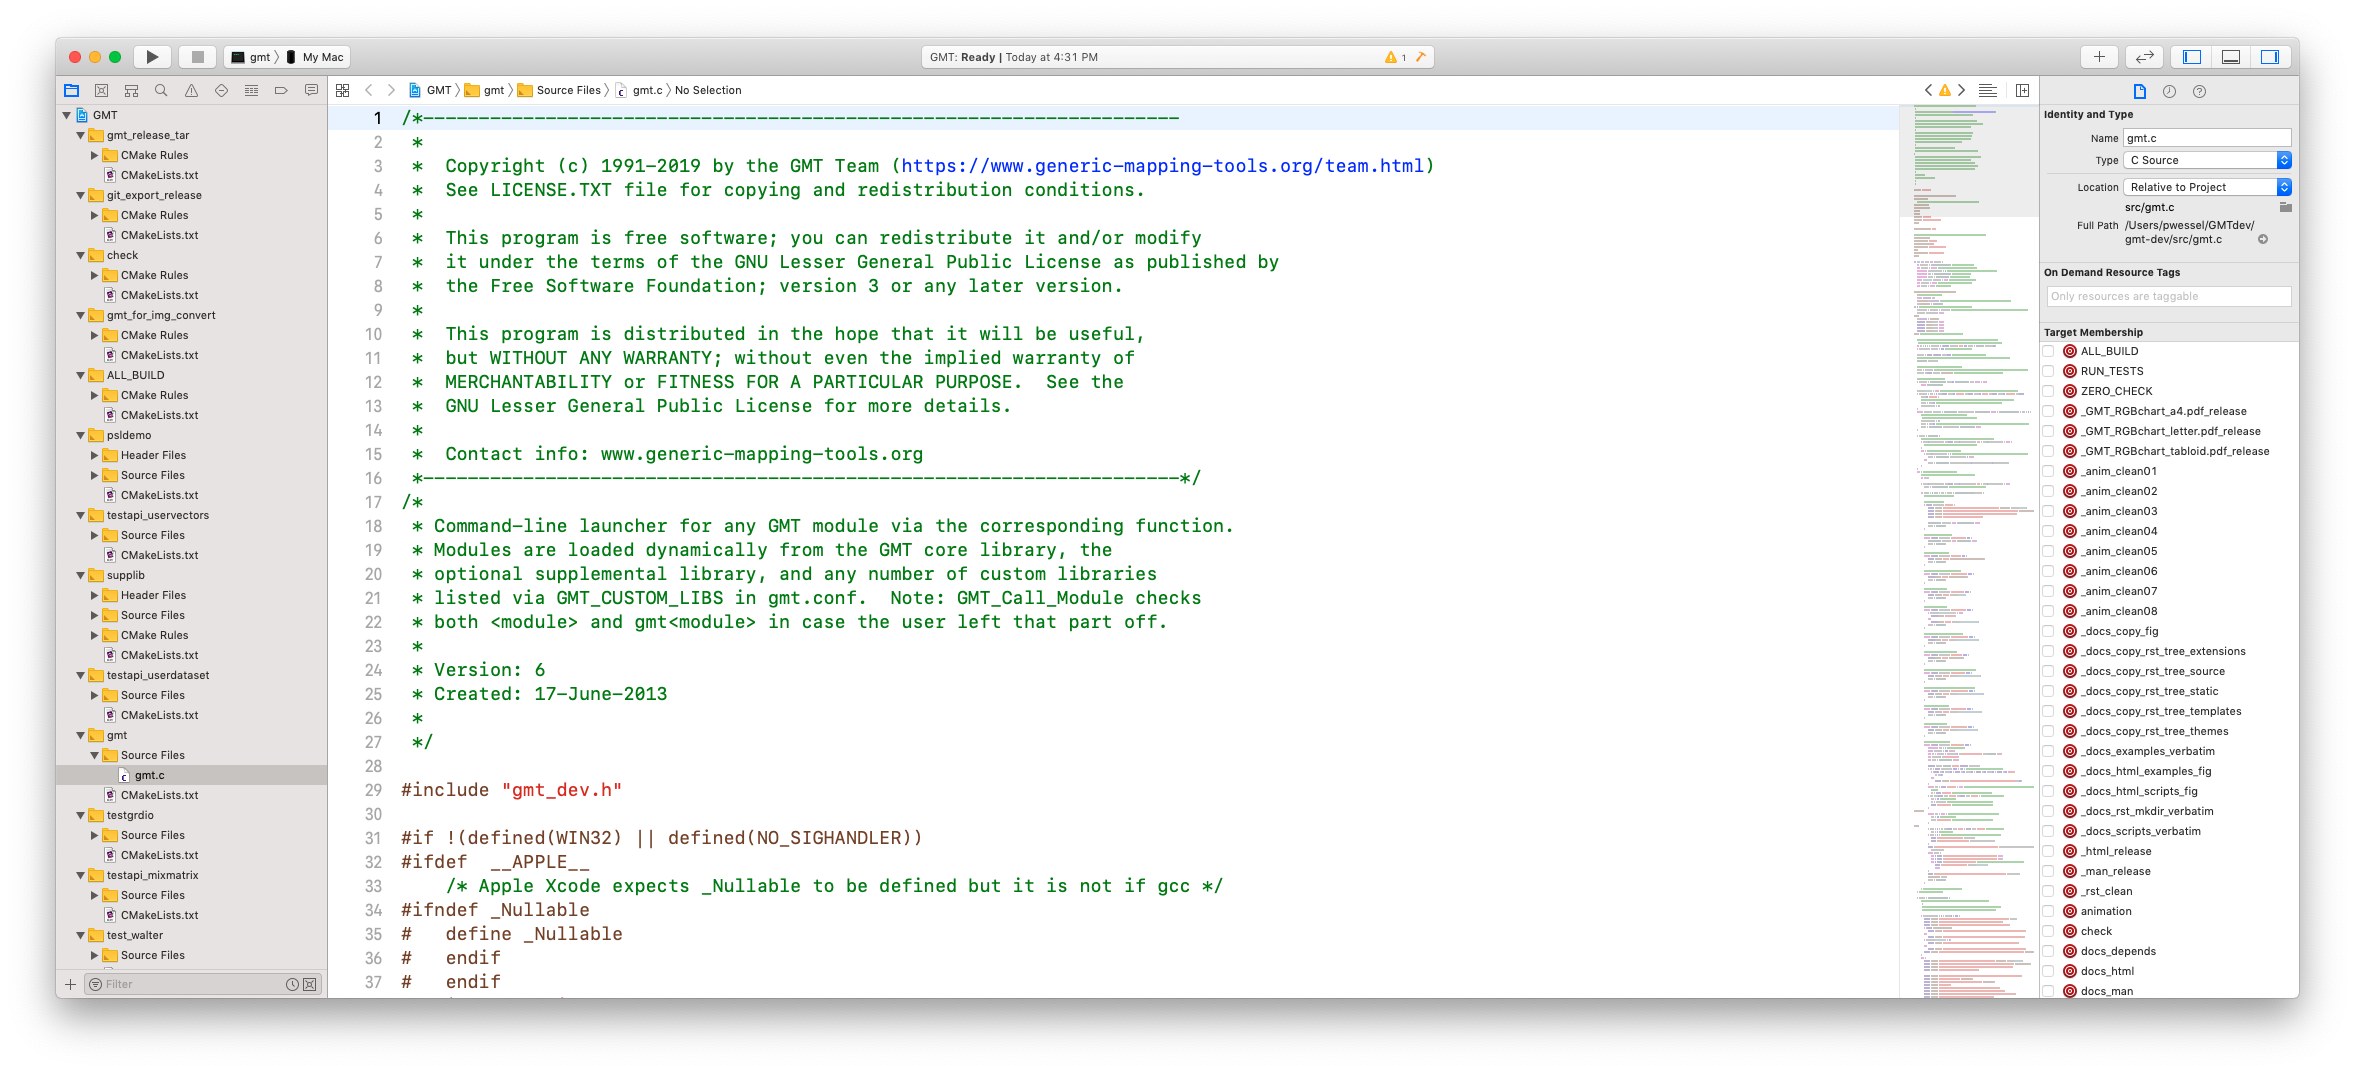 gmt 〉 My Mac
GMT: Ready | Today at 4:31 PM
1
GMT 〉 gmt 〉 Source Files 〉 gmt.c 〉 No Selection
GMT
gmt_release_tar
CMake Rules
CMakeLists.txt
git_export_release
CMake Rules
CMakeLists.txt
check
CMake Rules
CMakeLists.txt
gmt_for_img_convert
CMake Rules
CMakeLists.txt
ALL_BUILD
CMake Rules
CMakeLists.txt
psldemo
Header Files
Source Files
CMakeLists.txt
testapi_uservectors
Source Files
CMakeLists.txt
supplib
Header Files
Source Files
CMake Rules
CMakeLists.txt
testapi_userdataset
Source Files
CMakeLists.txt
gmt
Source Files
gmt.c
CMakeLists.txt
testgrdio
Source Files
CMakeLists.txt
testapi_mixmatrix
Source Files
CMakeLists.txt
test_walter
Source Files
Filter
1 /*--------------------------------------------------------------------
2  *
3  *  Copyright (c) 1991-2019 by the GMT Team (https://www.generic-mapping-tools.org/team.html)
4  *  See LICENSE.TXT file for copying and redistribution conditions.
5  *
6  *  This program is free software; you can redistribute it and/or modify
7  *  it under the terms of the GNU Lesser General Public License as published by
8  *  the Free Software Foundation; version 3 or any later version.
9  *
10  *  This program is distributed in the hope that it will be useful,
11  *  but WITHOUT ANY WARRANTY; without even the implied warranty of
12  *  MERCHANTABILITY or FITNESS FOR A PARTICULAR PURPOSE.  See the
13  *  GNU Lesser General Public License for more details.
14  *
15  *  Contact info: www.generic-mapping-tools.org
16  *--------------------------------------------------------------------*/
17 /*
18  * Command-line launcher for any GMT module via the corresponding function.
19  * Modules are loaded dynamically from the GMT core library, the
20  * optional supplemental library, and any number of custom libraries
21  * listed via GMT_CUSTOM_LIBS in gmt.conf.  Note: GMT_Call_Module checks
22  * both <module> and gmt<module> in case the user left that part off.
23  *
24  * Version: 6
25  * Created: 17-June-2013
26  *
27  */
28
29 #include "gmt_dev.h"
30
31 #if !(defined(WIN32) || defined(NO_SIGHANDLER))
32 #ifdef  __APPLE__
33     /* Apple Xcode expects _Nullable to be defined but it is not if gcc */
34 #ifndef _Nullable
35 #   define _Nullable
36 #   endif
37 #   endif
Identity and Type
Name gmt.c
Type C Source
Location Relative to Project
src/gmt.c
Full Path /Users/pwessel/GMTdev/
gmt-dev/src/gmt.c
On Demand Resource Tags
Only resources are taggable
Target Membership
ALL_BUILD
RUN_TESTS
ZERO_CHECK
_GMT_RGBchart_a4.pdf_release
_GMT_RGBchart_letter.pdf_release
_GMT_RGBchart_tabloid.pdf_release
_anim_clean01
_anim_clean02
_anim_clean03
_anim_clean04
_anim_clean05
_anim_clean06
_anim_clean07
_anim_clean08
_docs_copy_fig
_docs_copy_rst_tree_extensions
_docs_copy_rst_tree_source
_docs_copy_rst_tree_static
_docs_copy_rst_tree_templates
_docs_copy_rst_tree_themes
_docs_examples_verbatim
_docs_html_examples_fig
_docs_html_scripts_fig
_docs_rst_mkdir_verbatim
_docs_scripts_verbatim
_html_release
_man_release
_rst_clean
animation
check
docs_depends
docs_html
docs_man